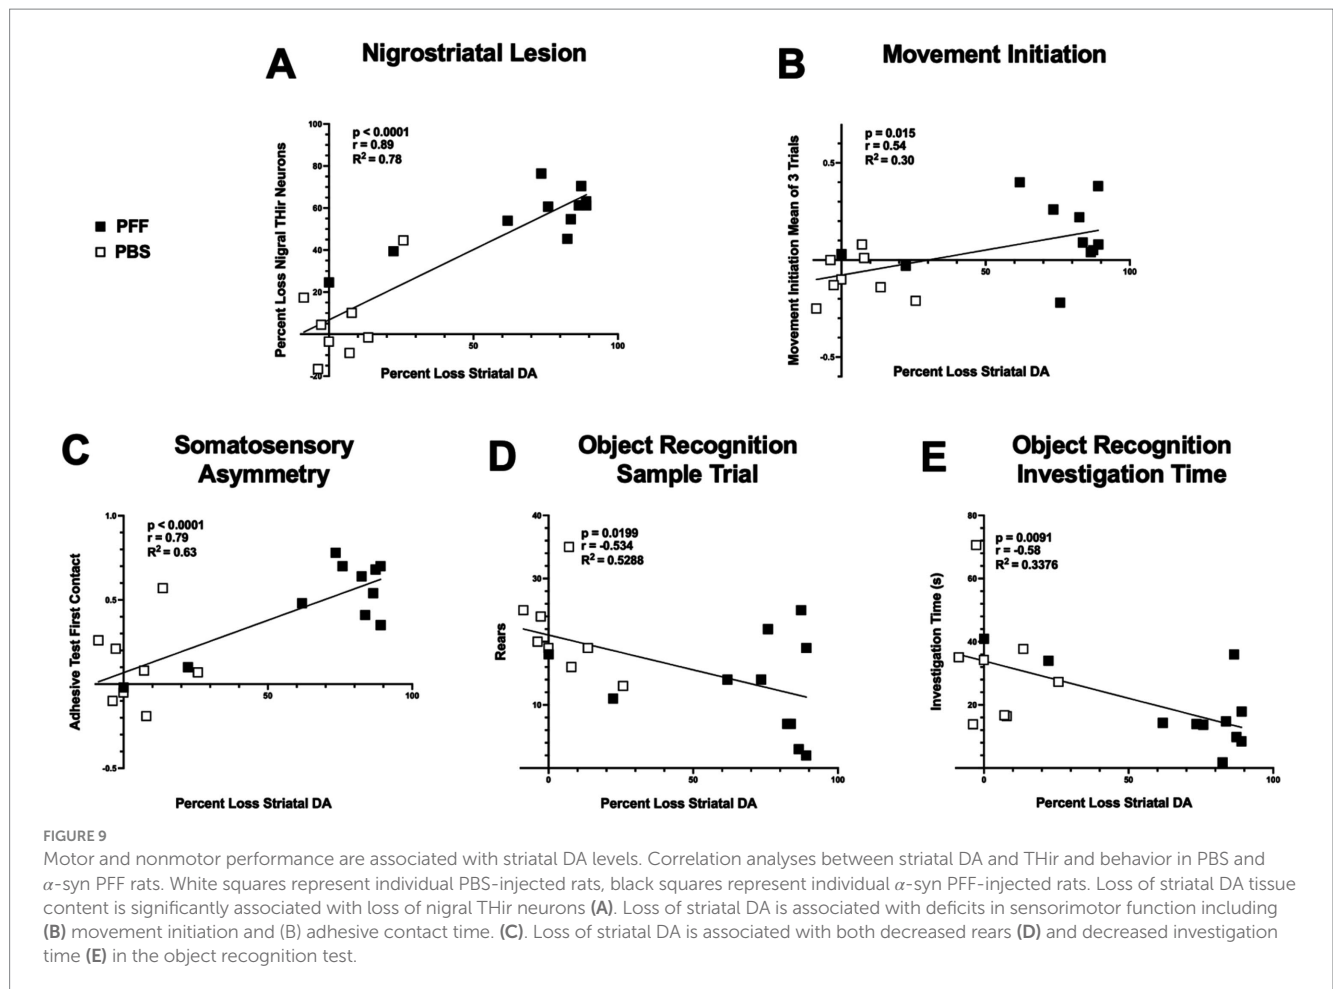 A Nigrostriatal Lesion
p < 0.0001
r = 0.89
R² = 0.78
Percent Loss Nigral THir Neurons
100
80
60
40
20
-20
50
100
Percent Loss Striatal DA
B Movement Initiation
p = 0.015
r = 0.54
R² = 0.30
Movement Initiation Mean of 3 Trials
0.5
-0.5
50
100
Percent Loss Striatal DA
PFF
PBS
C Somatosensory
Asymmetry
p < 0.0001
r = 0.79
R² = 0.63
Adhesive Test First Contact
1.0
0.5
-0.5
50
100
Percent Loss Striatal DA
D Object Recognition
Sample Trial
p = 0.0199
r = -0.534
R² = 0.5288
Rears
40
30
10
0
50
100
Percent Loss Striatal DA
E Object Recognition
Investigation Time
p = 0.0091
r = -0.58
R² = 0.3376
Investigation Time (s)
80
60
40
20
0
50
100
Percent Loss Striatal DA
FIGURE 9
Motor and nonmotor performance are associated with striatal DA levels. Correlation analyses between striatal DA and THir and behavior in PBS and
α-syn PFF rats. White squares represent individual PBS-injected rats, black squares represent individual α-syn PFF-injected rats. Loss of striatal DA tissue
content is significantly associated with loss of nigral THir neurons (A). Loss of striatal DA is associated with deficits in sensorimotor function including
(B) movement initiation and (B) adhesive contact time. (C). Loss of striatal DA is associated with both decreased rears (D) and decreased investigation
time (E) in the object recognition test.